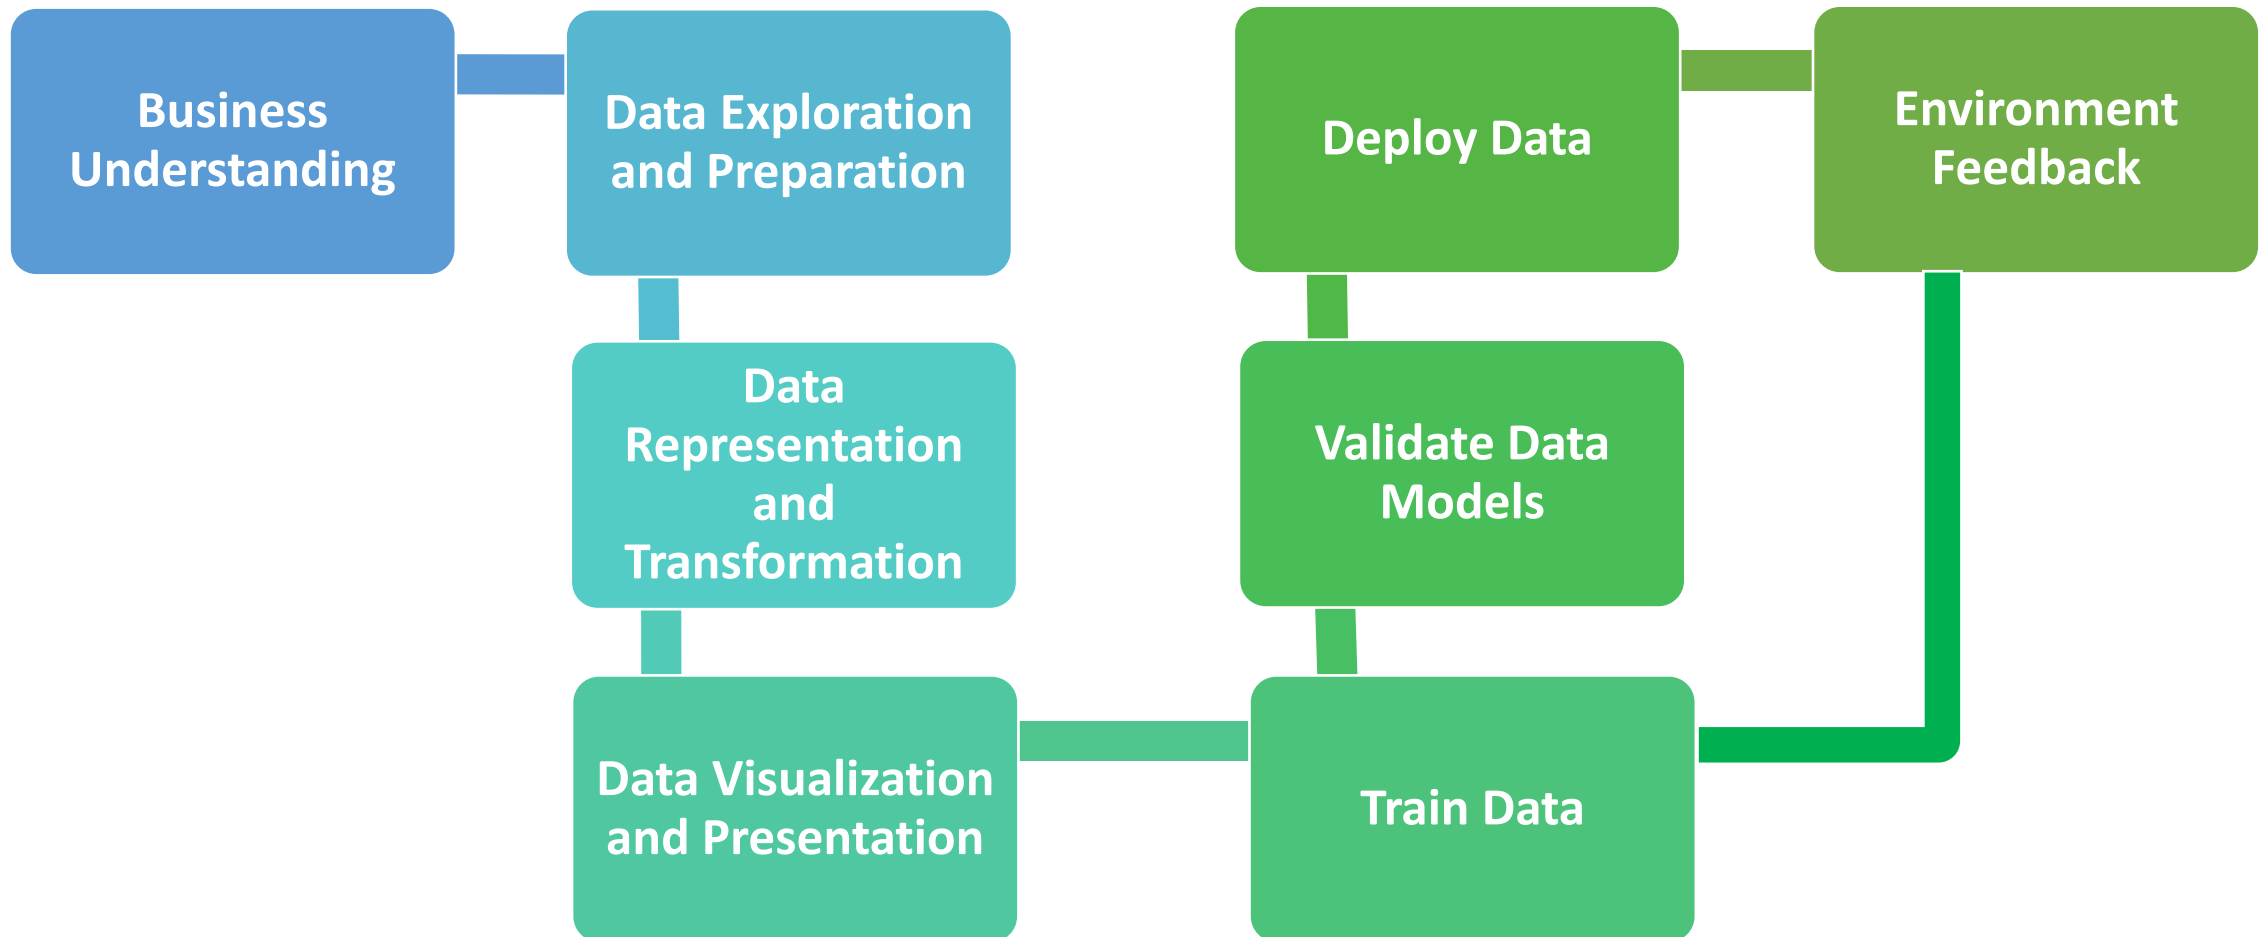 Business
Understanding
Data Exploration
and Preparation
Data
Representation
and
Transformation
Data Visualization
and Presentation
Train Data
Validate Data
Models
Deploy Data
Environment
Feedback